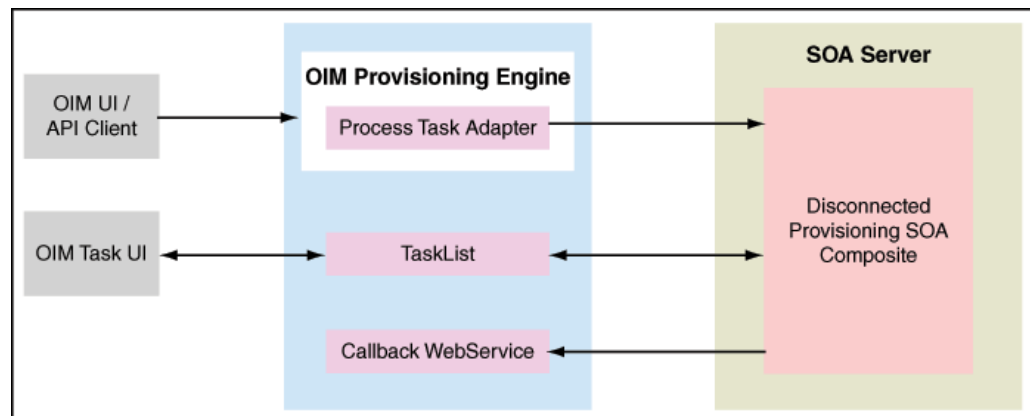 SOA Server
OIM Provisioning Engine
OIM UI /
API Client
Process Task Adapter
Disconnected
Provisioning SOA
Composite
OIM Task UI
TaskList
Callback WebService